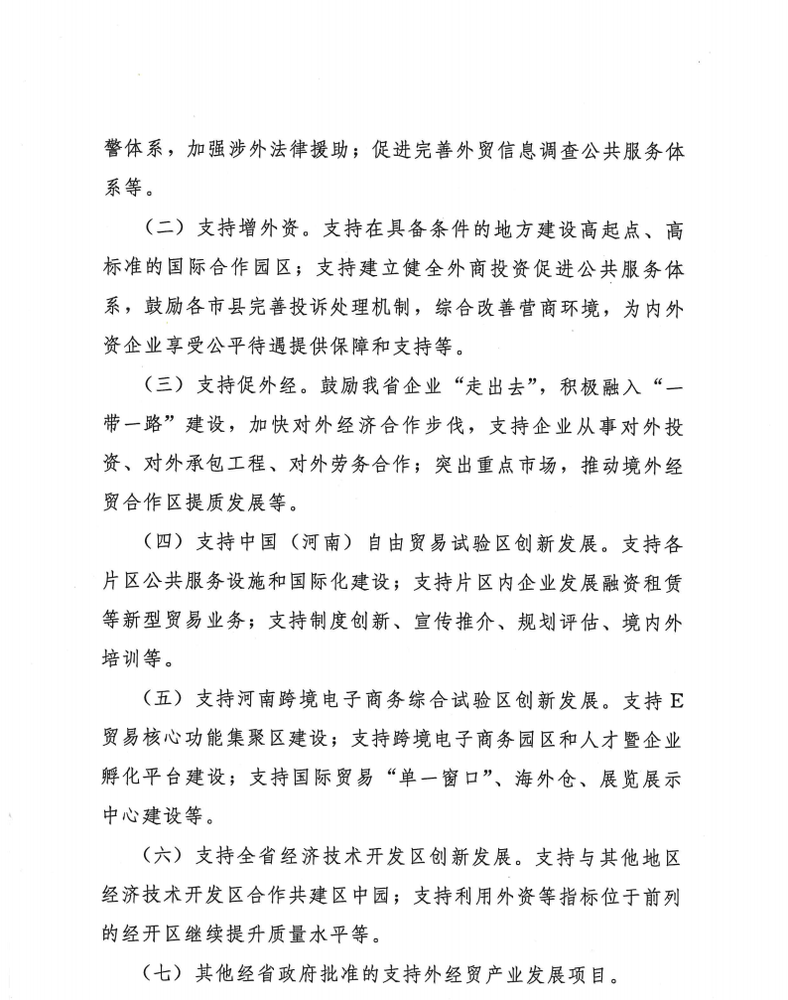 警体系，加强涉外法律援助；促进完善外贸信息调查公共服务体
系等。
（二）支持增外资。支持在具备条件的地方建设高起点、高
标准的国际合作园区；支持建立健全外商投资促进公共服务体
系，鼓励各市县完善投诉处理机制，综合改善营商环境，为内外
资企业享受公平待遇提供保障和支持等。
（三）支持促外经。鼓励我省企业“走出去”，积极融入“一
带一路”建设，加快对外经济合作步伐，支持企业从事对外投
资、对外承包工程、对外劳务合作；突出重点市场，推动境外经
贸合作区提质发展等。
（四）支持中国（河南）自由贸易试验区创新发展。支持各
片区公共服务设施和国际化建设；支持片区内企业发展融资租赁
等新型贸易业务；支持制度创新、宣传推介、规划评估、境内外
培训等。
（五）支持河南跨境电子商务综合试验区创新发展。支持 E
贸易核心功能集聚区建设；支持跨境电子商务园区和人才暨企业
孵化平台建设；支持国际贸易“单一窗口”、海外仓、展览展示
中心建设等。
（六）支持全省经济技术开发区创新发展。支持与其他地区
经济技术开发区合作共建区中园；支持利用外资等指标位于前列
的经开区继续提升质量水平等。
（七）其他经省政府批准的支持外经贸产业发展项目。